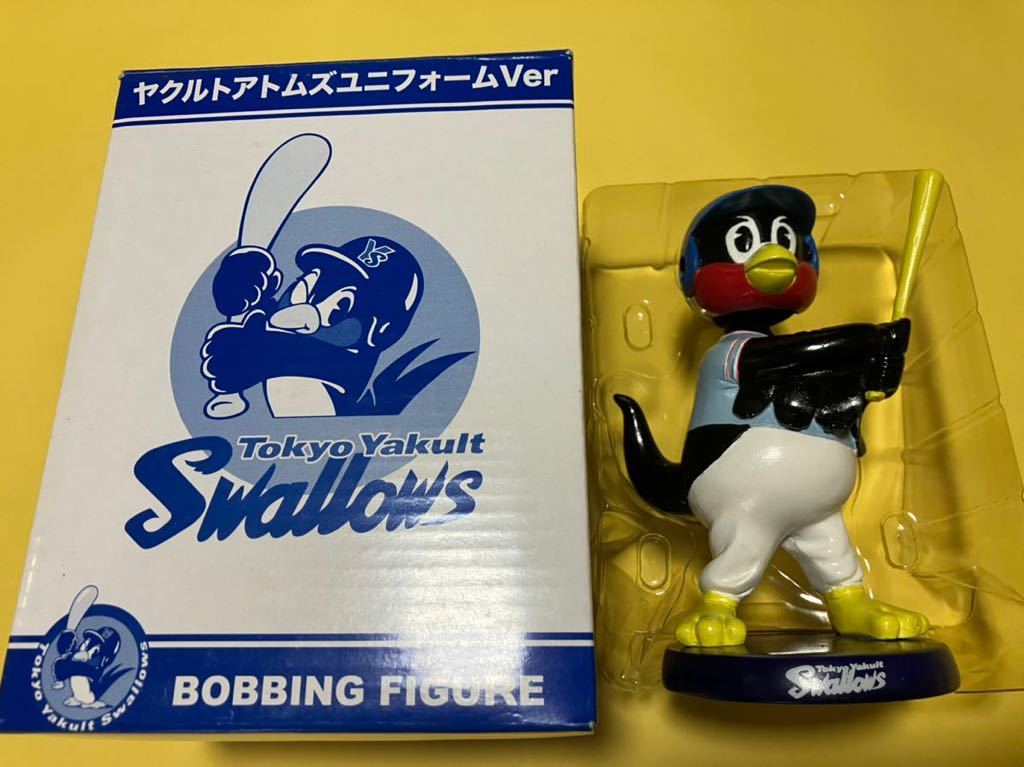 ヤクルトアトムズユニフォームVer
YS
Tokyo Yakult
Swallows
Tokyo Yakult Swallows
BOBBING FIGURE
Tokyo Yakult
Swallows